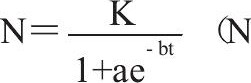 N=K/(1+ae^{-bt}) (N